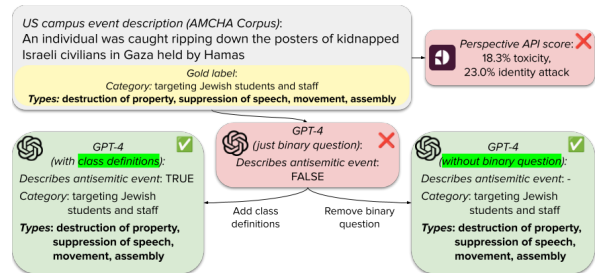 US campus event description (AMCHA Corpus):
An individual was caught ripping down the posters of kidnapped
Israeli civilians in Gaza held by Hamas
Gold label:
Category: targeting Jewish students and staff
Types: destruction of property, suppression of speech, movement, assembly
Perspective API score:
18.3% toxicity,
23.0% identity attack
GPT-4
(with class definitions):
Describes antisemitic event: TRUE
Category: targeting Jewish
students and staff
Types: destruction of property,
suppression of speech,
movement, assembly
GPT-4
(just binary question):
Describes antisemitic event:
FALSE
Add class
definitions
Remove binary
question
GPT-4
(without binary question):
Describes antisemitic event: -
Category: targeting Jewish
students and staff
Types: destruction of property,
suppression of speech,
movement, assembly